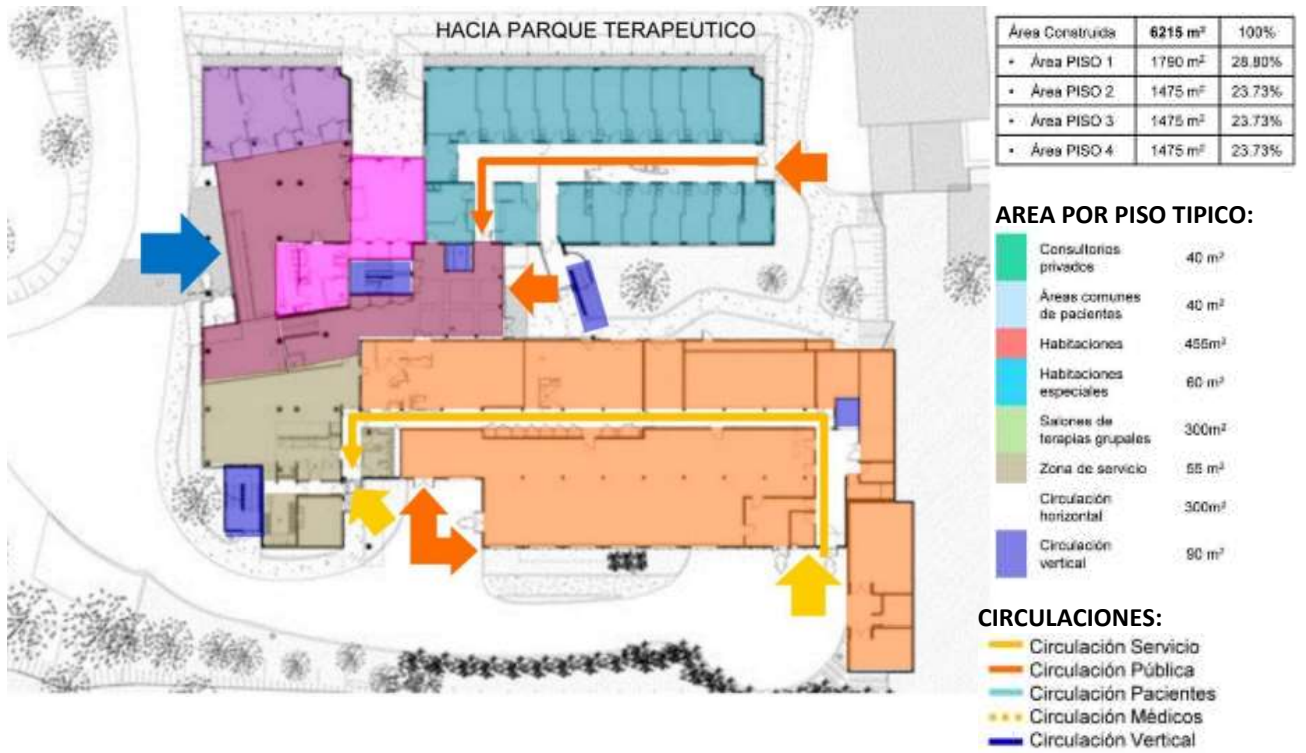 HACIA PARQUE TERAPEUTICO
Área Construida 6215 m² 100%
• Área PISO 1 1790 m² 28.80%
• Área PISO 2 1475 m² 23.73%
• Área PISO 3 1475 m² 23.73%
• Área PISO 4 1475 m² 23.73%
AREA POR PISO TIPICO:
Consultorios
privados 40 m²
Áreas comunes
de pacientes 40 m²
Habitaciones 455m²
Habitaciones
especiales 60 m²
Salones de
terapias grupales 300m²
Zona de servicio 55 m²
Circulación
horizontal 300m²
Circulación
vertical 90 m²
CIRCULACIONES:
Circulación Servicio
Circulación Pública
Circulación Pacientes
Circulación Médicos
Circulación Vertical